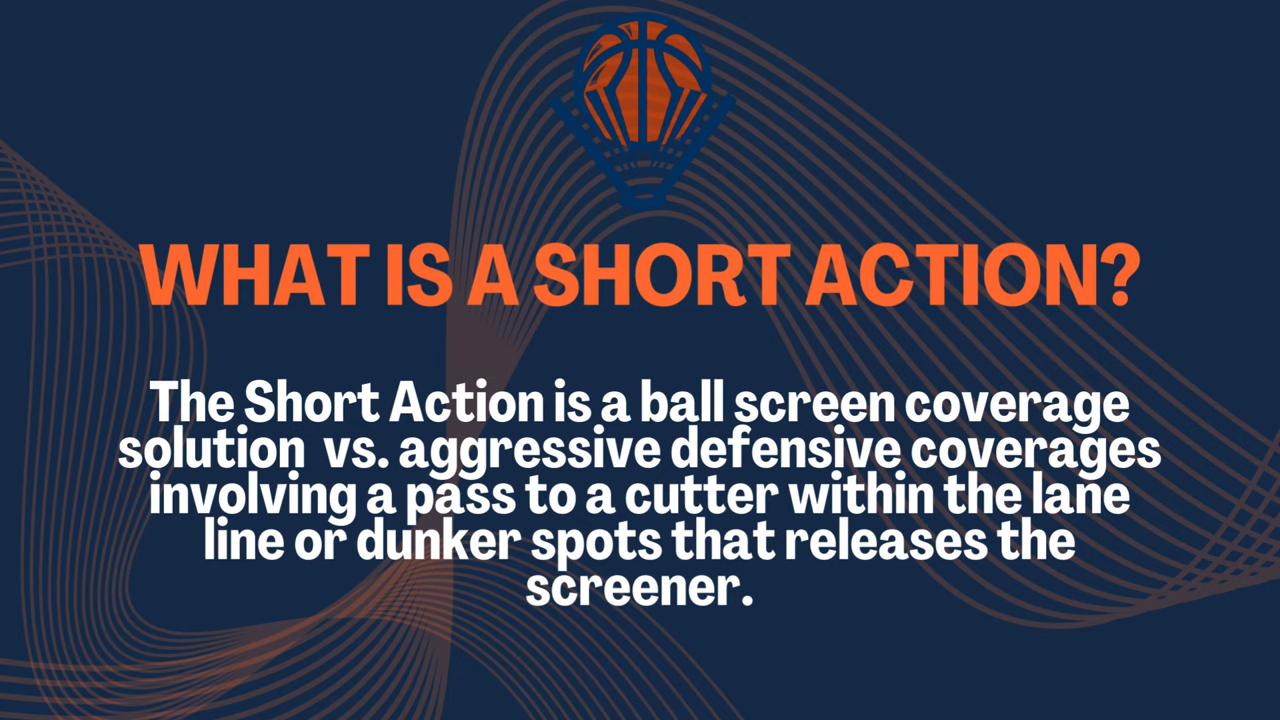 WHAT IS A SHORT ACTION?
The Short Action is a ball screen coverage
solution  vs. aggressive defensive coverages
involving a pass to a cutter within the lane
line or dunker spots that releases the
screener.